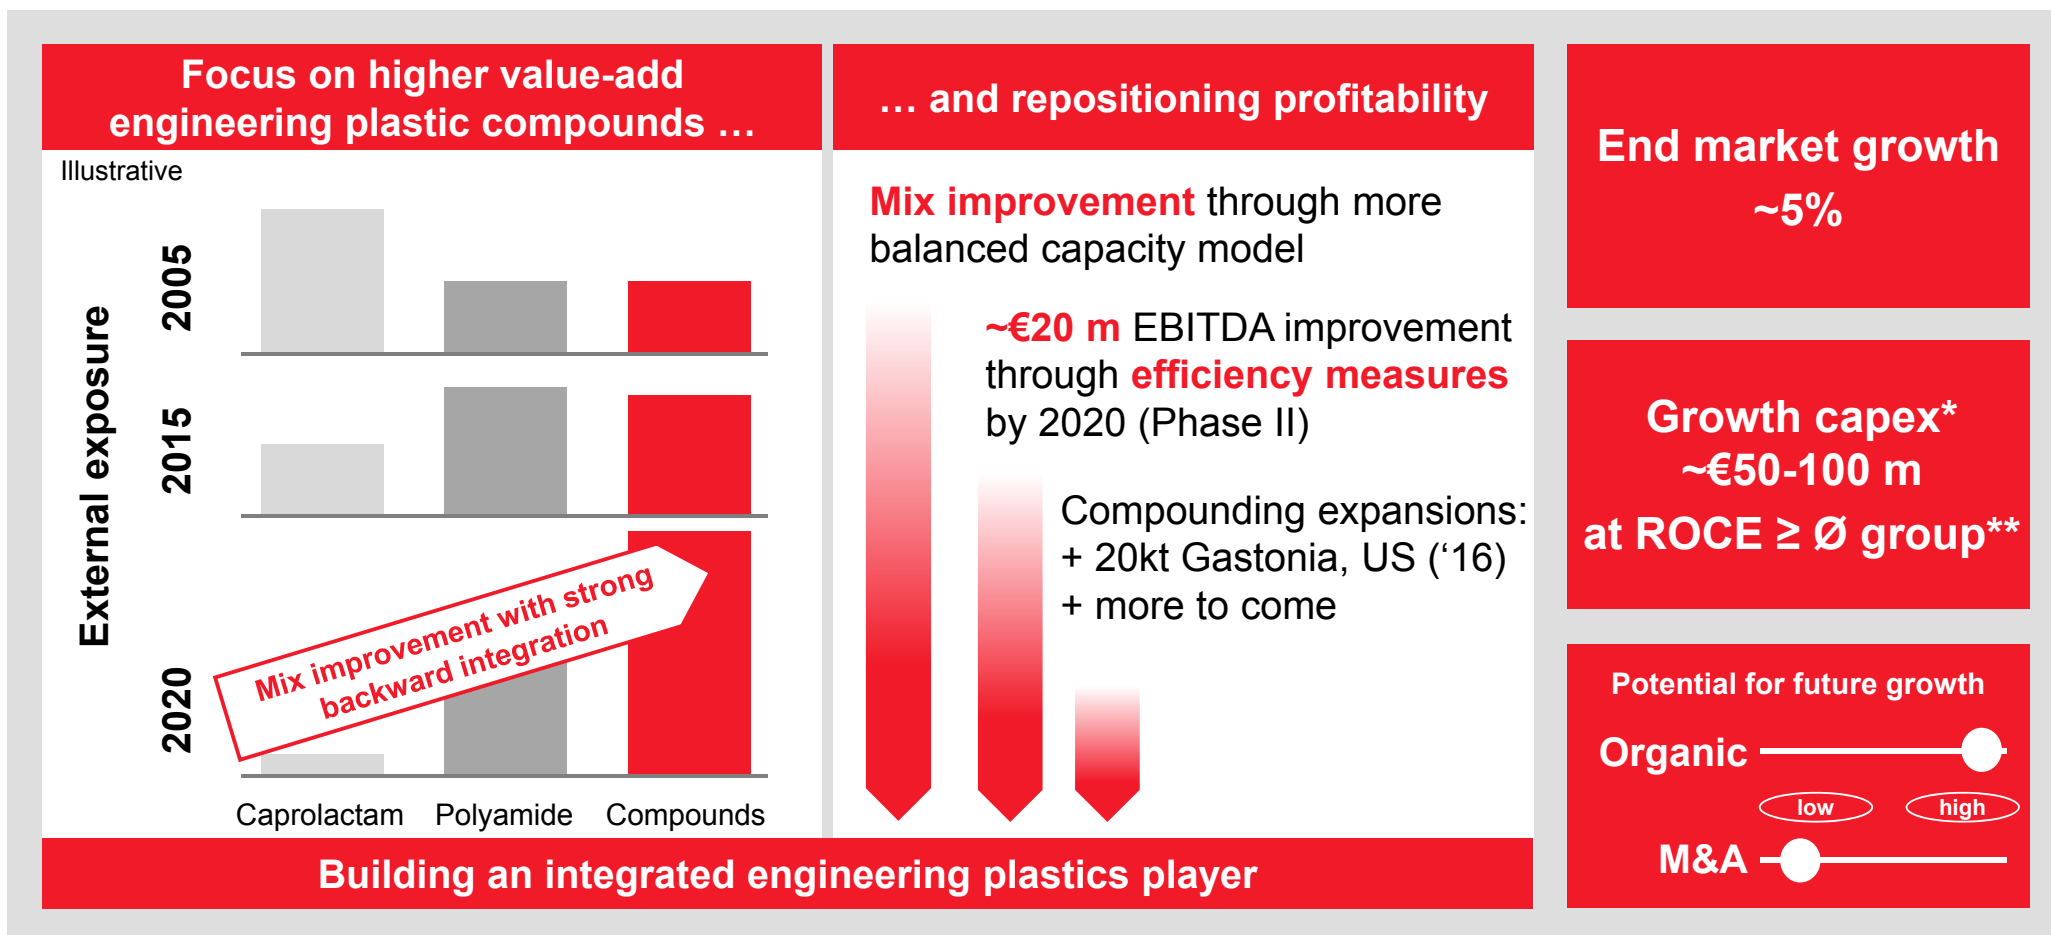 Focus on higher value-add
engineering plastic compounds …
Illustrative
External exposure
2005
2015
2020
Mix improvement with strong
backward integration
Caprolactam Polyamide Compounds
… and repositioning profitability
Mix improvement through more
balanced capacity model
~€20 m EBITDA improvement
through efficiency measures
by 2020 (Phase II)
Compounding expansions:
+ 20kt Gastonia, US (‘16)
+ more to come
Building an integrated engineering plastics player
End market growth
~5%
Growth capex*
~€50-100 m
at ROCE ≥ Ø group**
Potential for future growth
Organic
low high
M&A